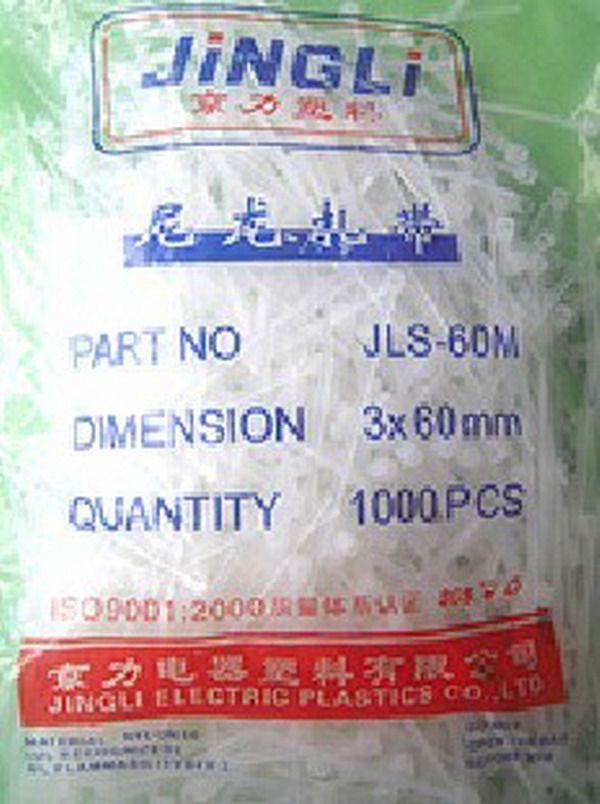 JiNGLi
京力塑料
尼龙扎带
PART NO JLS-60M
DIMENSION 3x60mm
QUANTITY 1000PCS
ISO9001:2000质量体系认证
京力电器塑料有限公司
JINGLI ELECTRIC PLASTICS CO.,LTD
MATERIAL